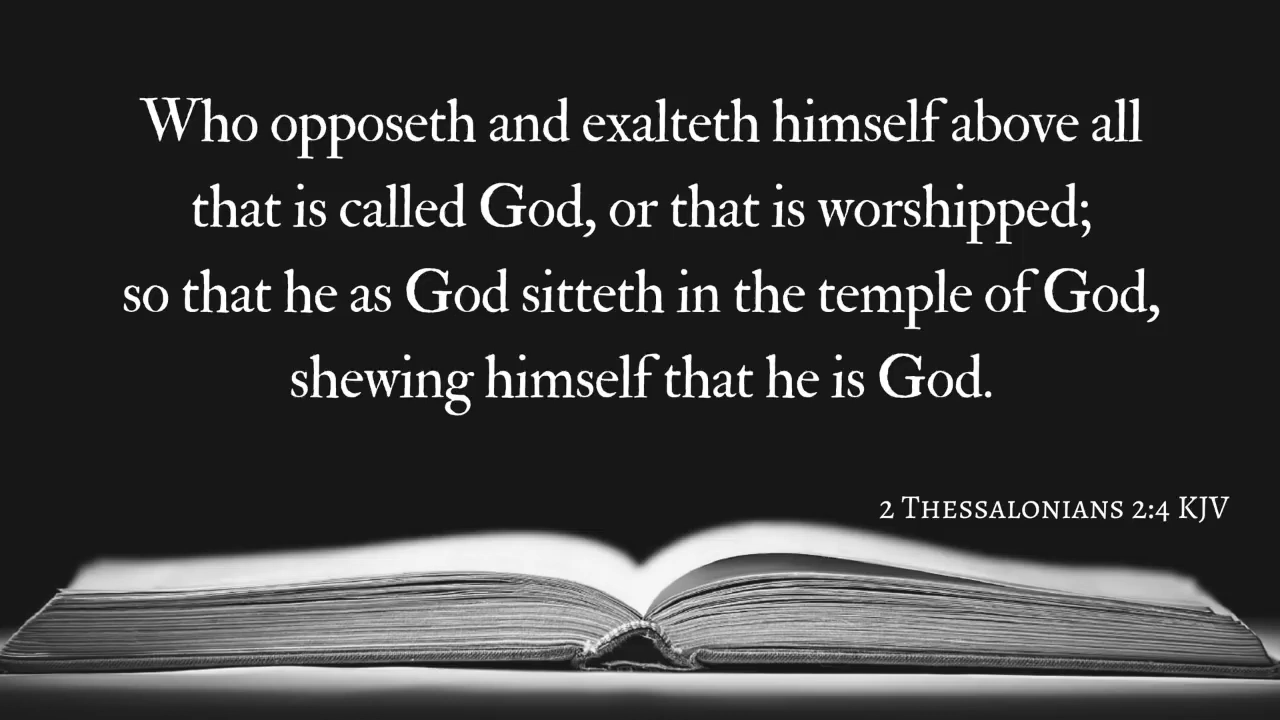 Who opposeth and exalteth himself above all
that is called God, or that is worshipped;
so that he as God sitteth in the temple of God,
shewing himself that he is God.
2 Thessalonians 2:4 KJV